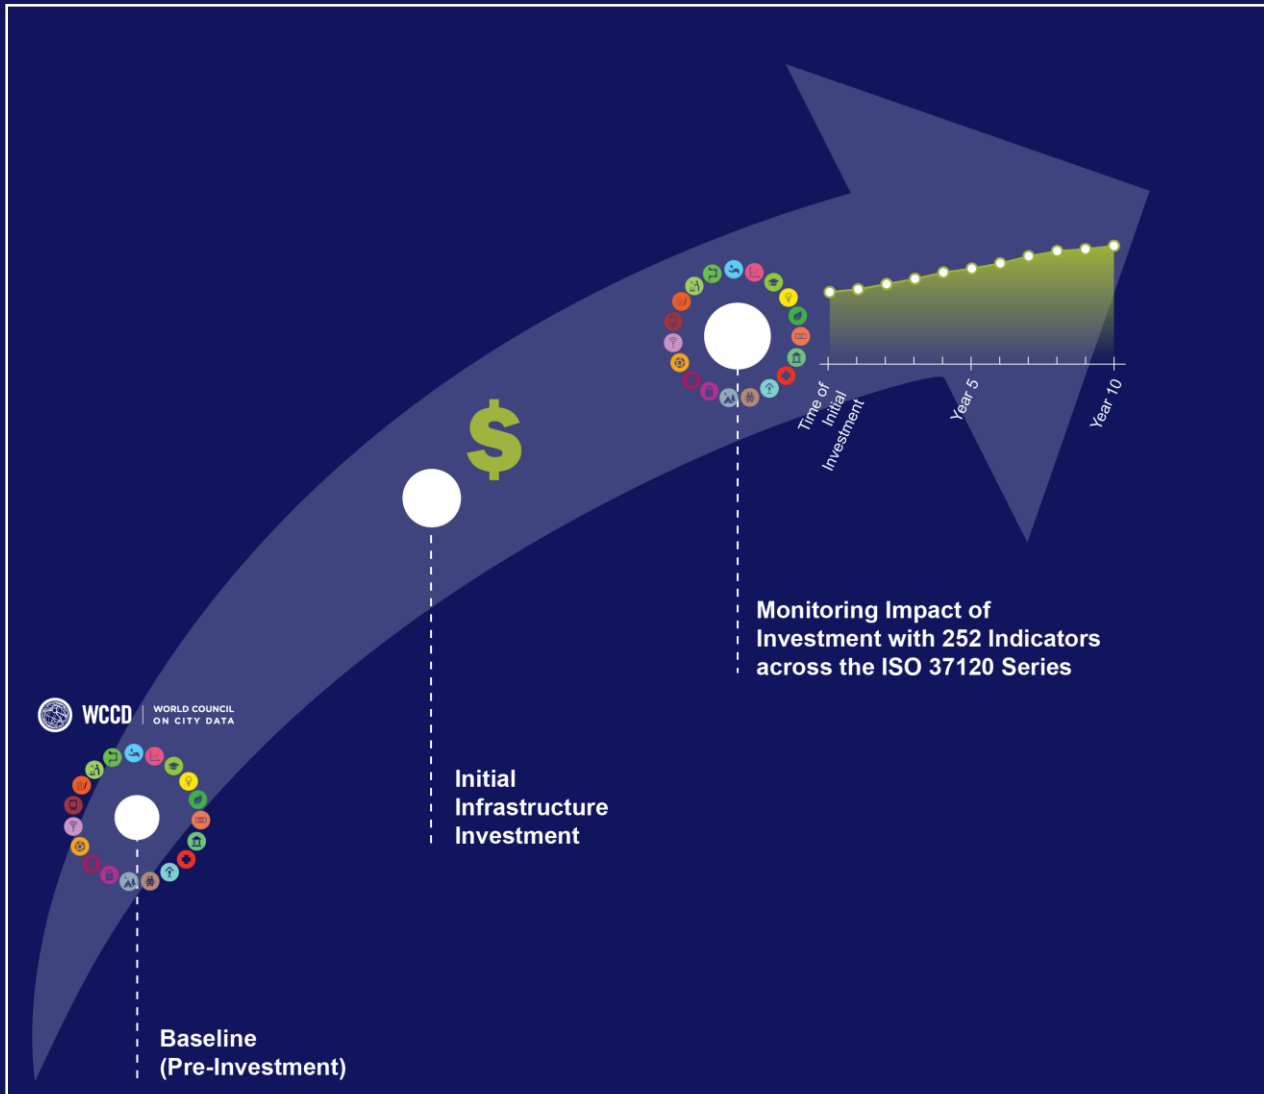 $
Time of
Initial
Investment
Year 5
Year 10
Monitoring Impact of
Investment with 252 Indicators
across the ISO 37120 Series
WCCD
WORLD COUNCIL
ON CITY DATA
Initial
Infrastructure
Investment
Baseline
(Pre-Investment)